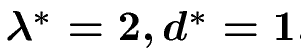 λ* = 2, d* = 1.